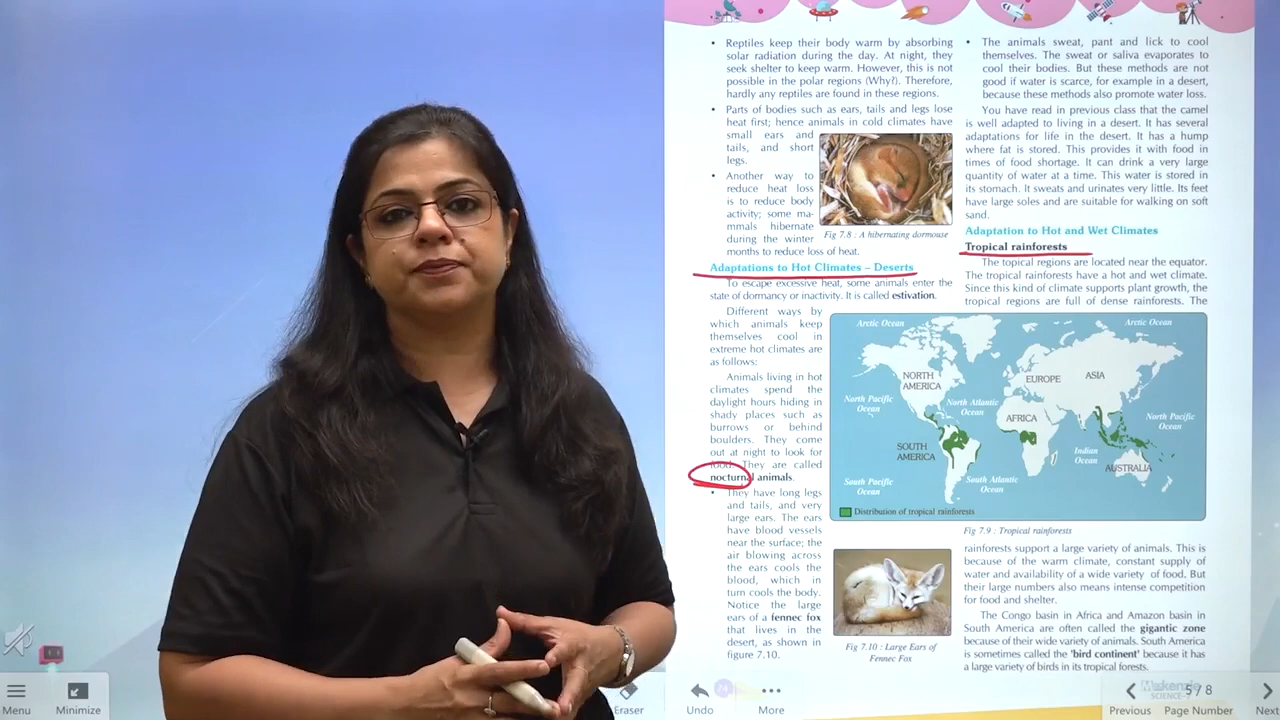 • Reptiles keep their body warm by absorbing
solar radiation during the day. At night, they
seek shelter to keep warm. However, this is not
possible in the polar regions (Why?). Therefore,
hardly any reptiles are found in these regions.
• Parts of bodies such as ears, tails and legs lose
heat first; hence animals in cold climates have
small ears and
tails, and short
legs.
• Another way to
reduce heat loss
is to reduce body
activity; some ma-
mmals hibernate
during the winter
months to reduce loss of heat.
Fig 7.8 : A hibernating dormouse
Adaptations to Hot Climates – Deserts
To escape excessive heat, some animals enter the
state of dormancy or inactivity. It is called estivation.
Different ways by
which animals keep
themselves cool in
extreme hot climates are
as follows:
Animals living in hot
climates spend the
daylight hours hiding in
shady places such as
burrows or behind
boulders. They come
out at night to look for
food. They are called
nocturnal animals.
• They have long legs
and tails, and very
large ears. The ears
have blood vessels
near the surface; the
air blowing across
the ears cools the
blood, which in
turn cools the body.
Notice the large
ears of a fennec fox
that lives in the
desert, as shown in
figure 7.10.
• The animals sweat, pant and lick to cool
themselves. The sweat or saliva evaporates to
cool their bodies. But these methods are not
good if water is scarce, for example in a desert,
because these methods also promote water loss.
You have read in previous class that the camel
is well adapted to living in a desert. It has several
adaptations for life in the desert. It has a hump
where fat is stored. This provides it with food in
times of food shortage. It can drink a very large
quantity of water at a time. This water is stored in
its stomach. It sweats and urinates very little. Its feet
have large soles and are suitable for walking on soft
sand.
Adaptation to Hot and Wet Climates
Tropical rainforests
The topical regions are located near the equator.
The tropical rainforests have a hot and wet climate.
Since this kind of climate supports plant growth, the
tropical regions are full of dense rainforests. The
Arctic Ocean
Arctic Ocean
NORTH
AMERICA
EUROPE
ASIA
North Pacific
Ocean
North Atlantic
Ocean
AFRICA
North Pacific
Ocean
SOUTH
AMERICA
Indian
Ocean
AUSTRALIA
South Pacific
Ocean
South Atlantic
Ocean
Distribution of tropical rainforests
Fig 7.9 : Tropical rainforests
Fig 7.10 : Large Ears of
Fennec Fox
rainforests support a large variety of animals. This is
because of the warm climate, constant supply of
water and availability of a wide variety of food. But
their large numbers also means intense competition
for food and shelter.
The Congo basin in Africa and Amazon basin in
South America are often called the gigantic zone
because of their wide variety of animals. South America
is sometimes called the 'bird continent' because it has
a large variety of birds in its tropical forests.
Menu
Minimize
Eraser
Undo
More
74
Previous
5/8
Page Number
Next
SCIENCE-7